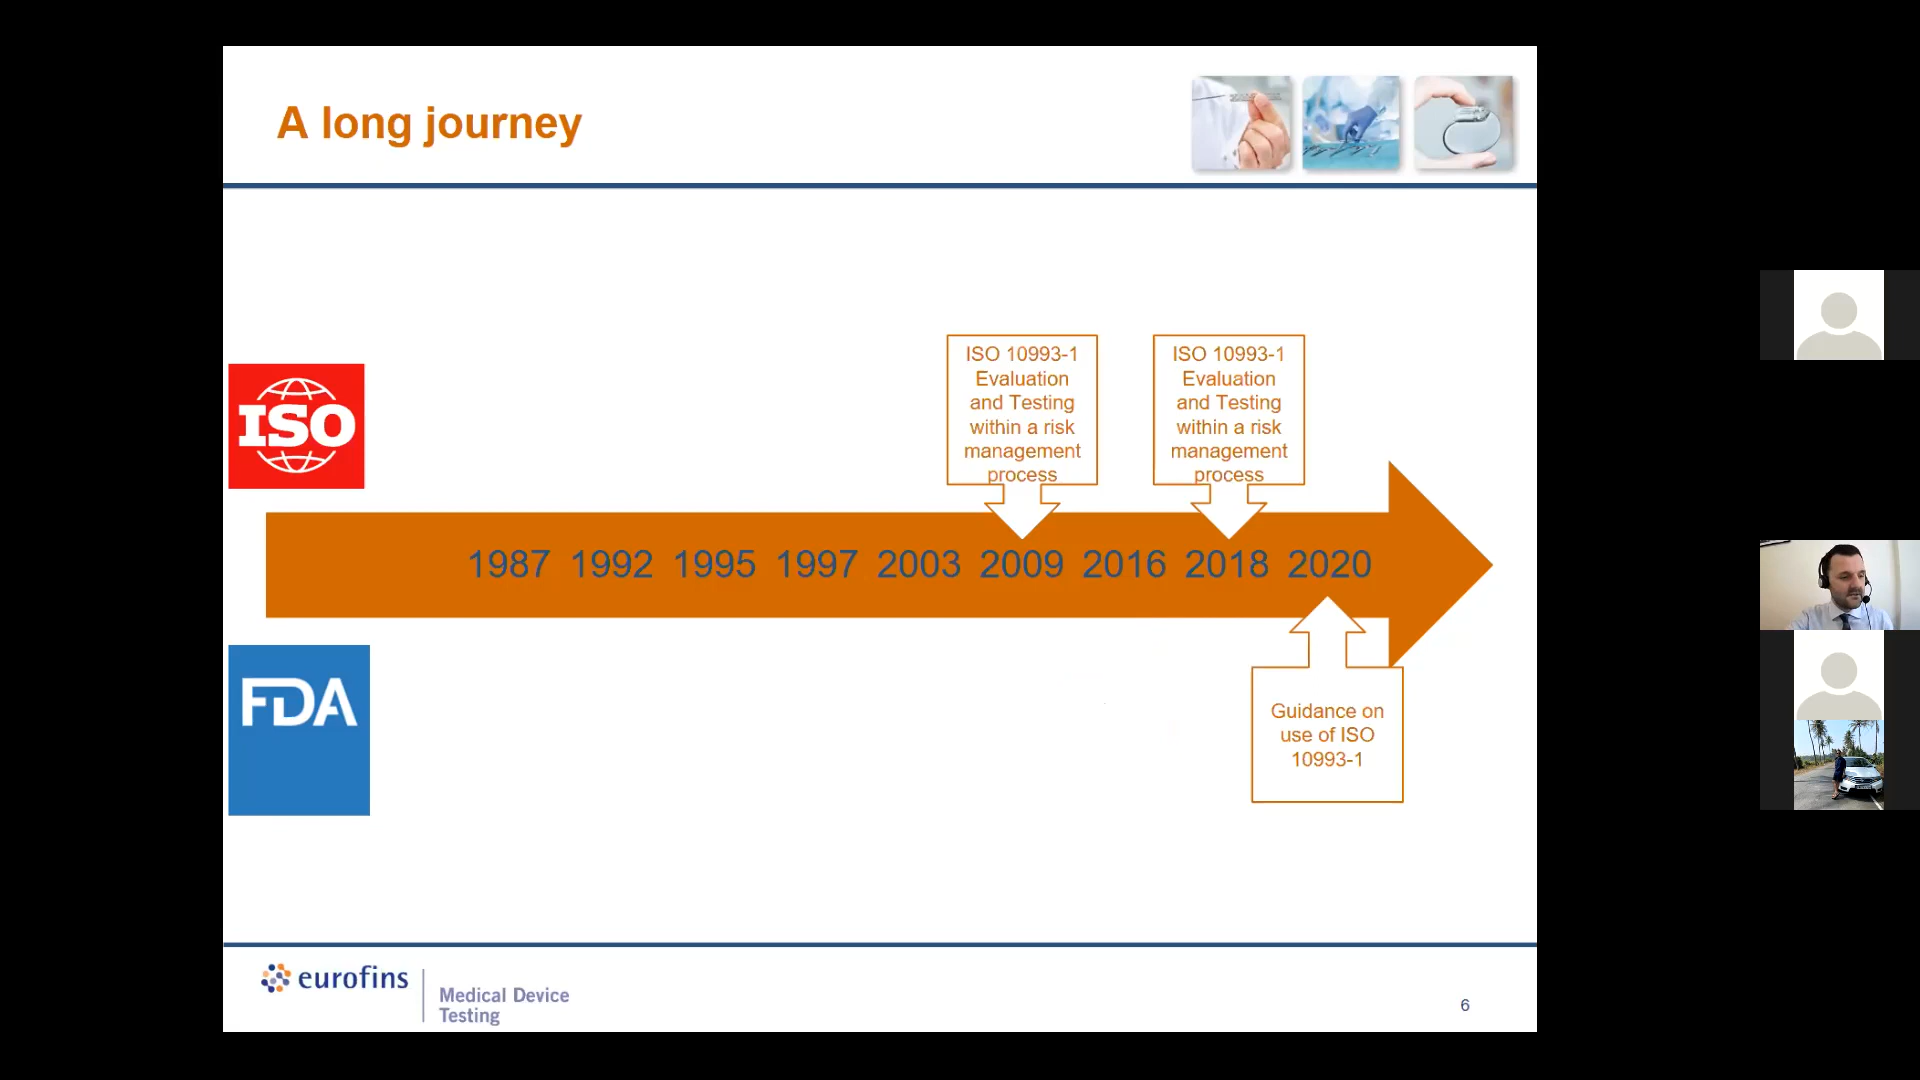 A long journey
ISO
ISO 10993-1
Evaluation
and Testing
within a risk
management
process
ISO 10993-1
Evaluation
and Testing
within a risk
management
process
1987 1992 1995 1997 2003 2009 2016 2018 2020
FDA
Guidance on
use of ISO
10993-1
eurofins
Medical Device
Testing
6